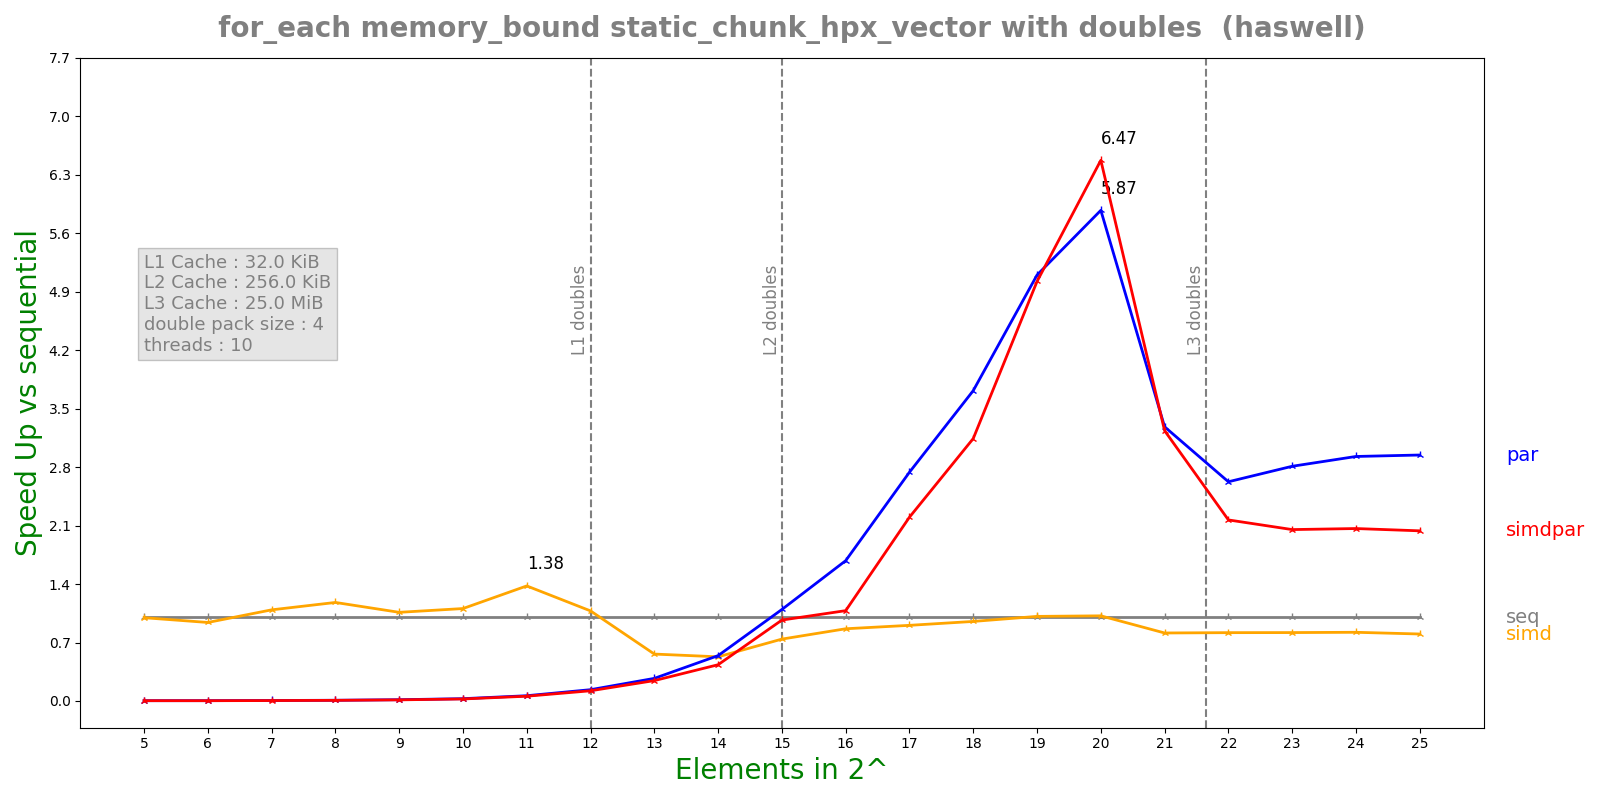 for_each memory_bound static_chunk_hpx_vector with doubles  (haswell)
Speed Up vs sequential
7.7
7.0
6.3
5.6
4.9
4.2
3.5
2.8
2.1
1.4
0.7
0.0
L1 Cache : 32.0 KiB
L2 Cache : 256.0 KiB
L3 Cache : 25.0 MiB
double pack size : 4
threads : 10
L1 doubles
L2 doubles
L3 doubles
1.38
6.47
5.87
par
simdpar
seq
simd
5 6 7 8 9 10 11 12 13 14 15 16 17 18 19 20 21 22 23 24 25
Elements in 2^